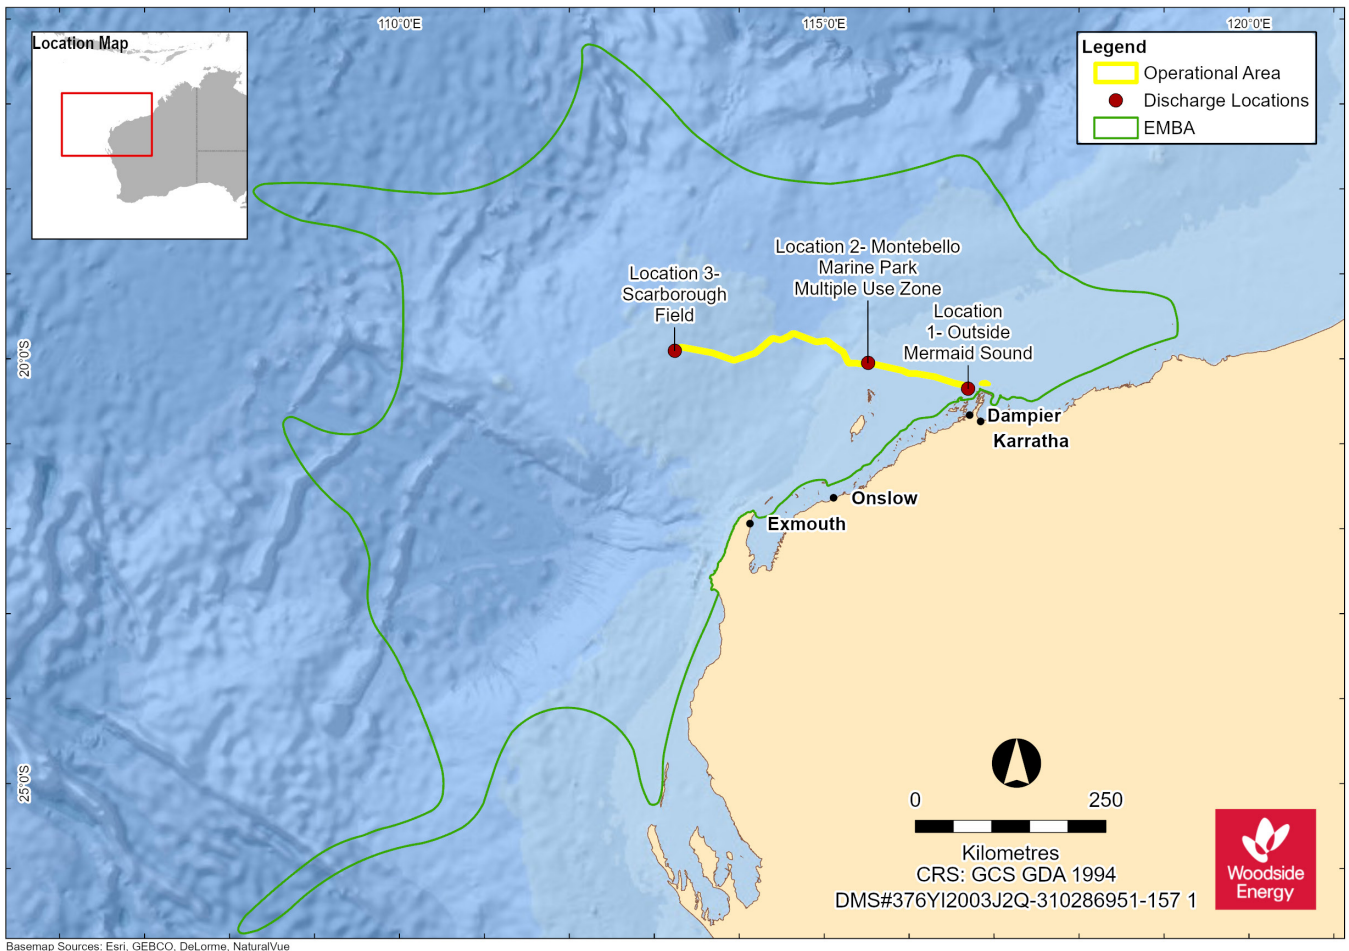 110°0'E
115°0'E
120°0'E
Location Map
Legend
Operational Area
Discharge Locations
EMBA
Location 2- Montebello
Marine Park
Multiple Use Zone
Location 3-
Scarborough
Field
Location
1- Outside
Mermaid Sound
20°0'S
Dampier
Karratha
Onslow
Exmouth
25°0'S
0 250
Kilometres
CRS: GCS GDA 1994
DMS#376YI2003J2Q-310286951-157 1
Woodside
Energy
Basemap Sources: Esri, GEBCO, DeLorme, NaturalVue